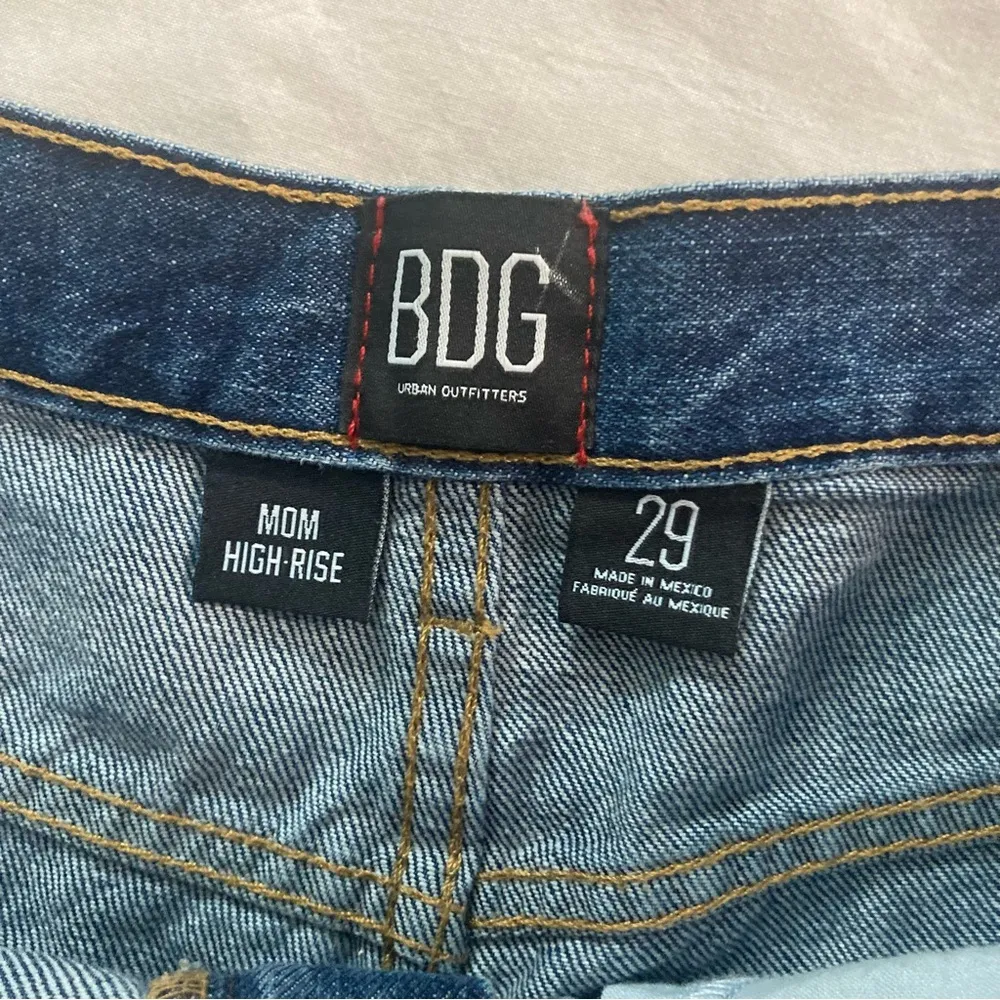 BDG
URBAN OUTFITTERS
MOM
HIGH-RISE
29
MADE IN MEXICO
FABRIQUÉ AU MEXIQUE